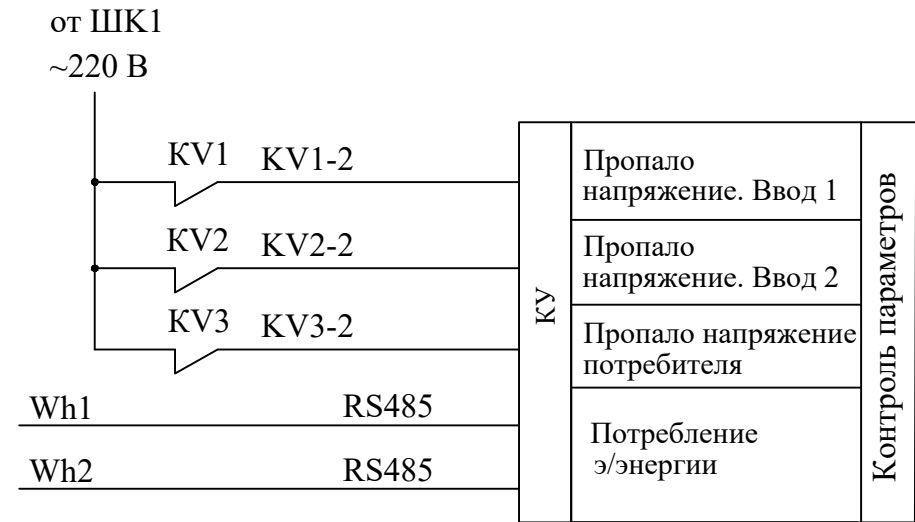 от ШК1
~220 В
KV1 KV1-2
KV2 KV2-2
KV3 KV3-2
Wh1 RS485
Wh2 RS485
КУ
Пропало
напряжение. Ввод 1
Пропало
напряжение. Ввод 2
Пропало напряжение
потребителя
Потребление
э/энергии
Контроль параметров